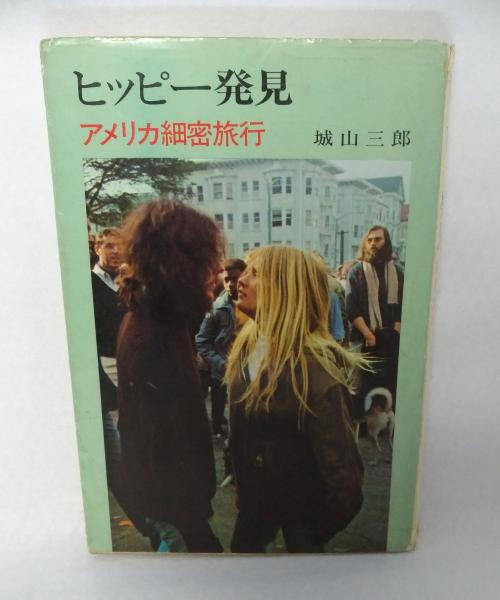 ヒッピー発見
アメリカ細密旅行
城山三郎